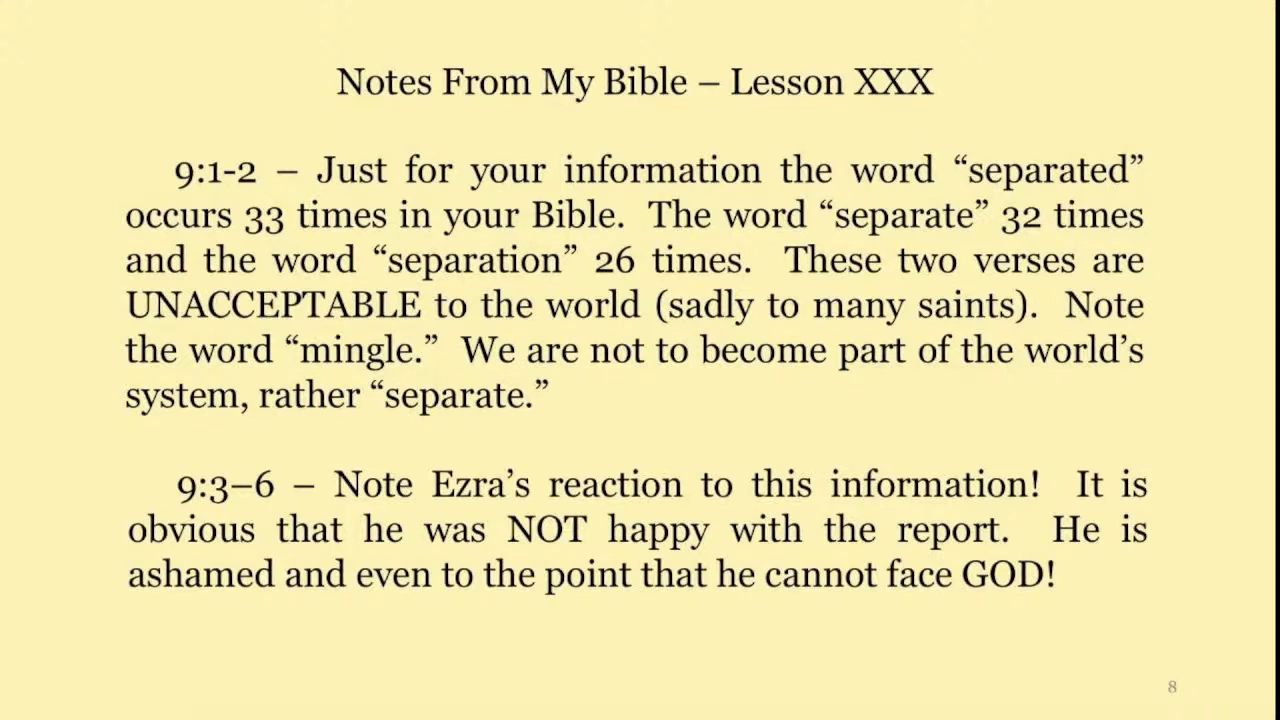 Notes From My Bible – Lesson XXX
9:1-2 – Just for your information the word “separated”
occurs 33 times in your Bible.  The word “separate” 32 times
and the word “separation” 26 times.  These two verses are
UNACCEPTABLE to the world (sadly to many saints).  Note
the word “mingle.”  We are not to become part of the world’s
system, rather “separate.”
9:3–6 – Note Ezra’s reaction to this information!  It is
obvious that he was NOT happy with the report.  He is
ashamed and even to the point that he cannot face GOD!
8